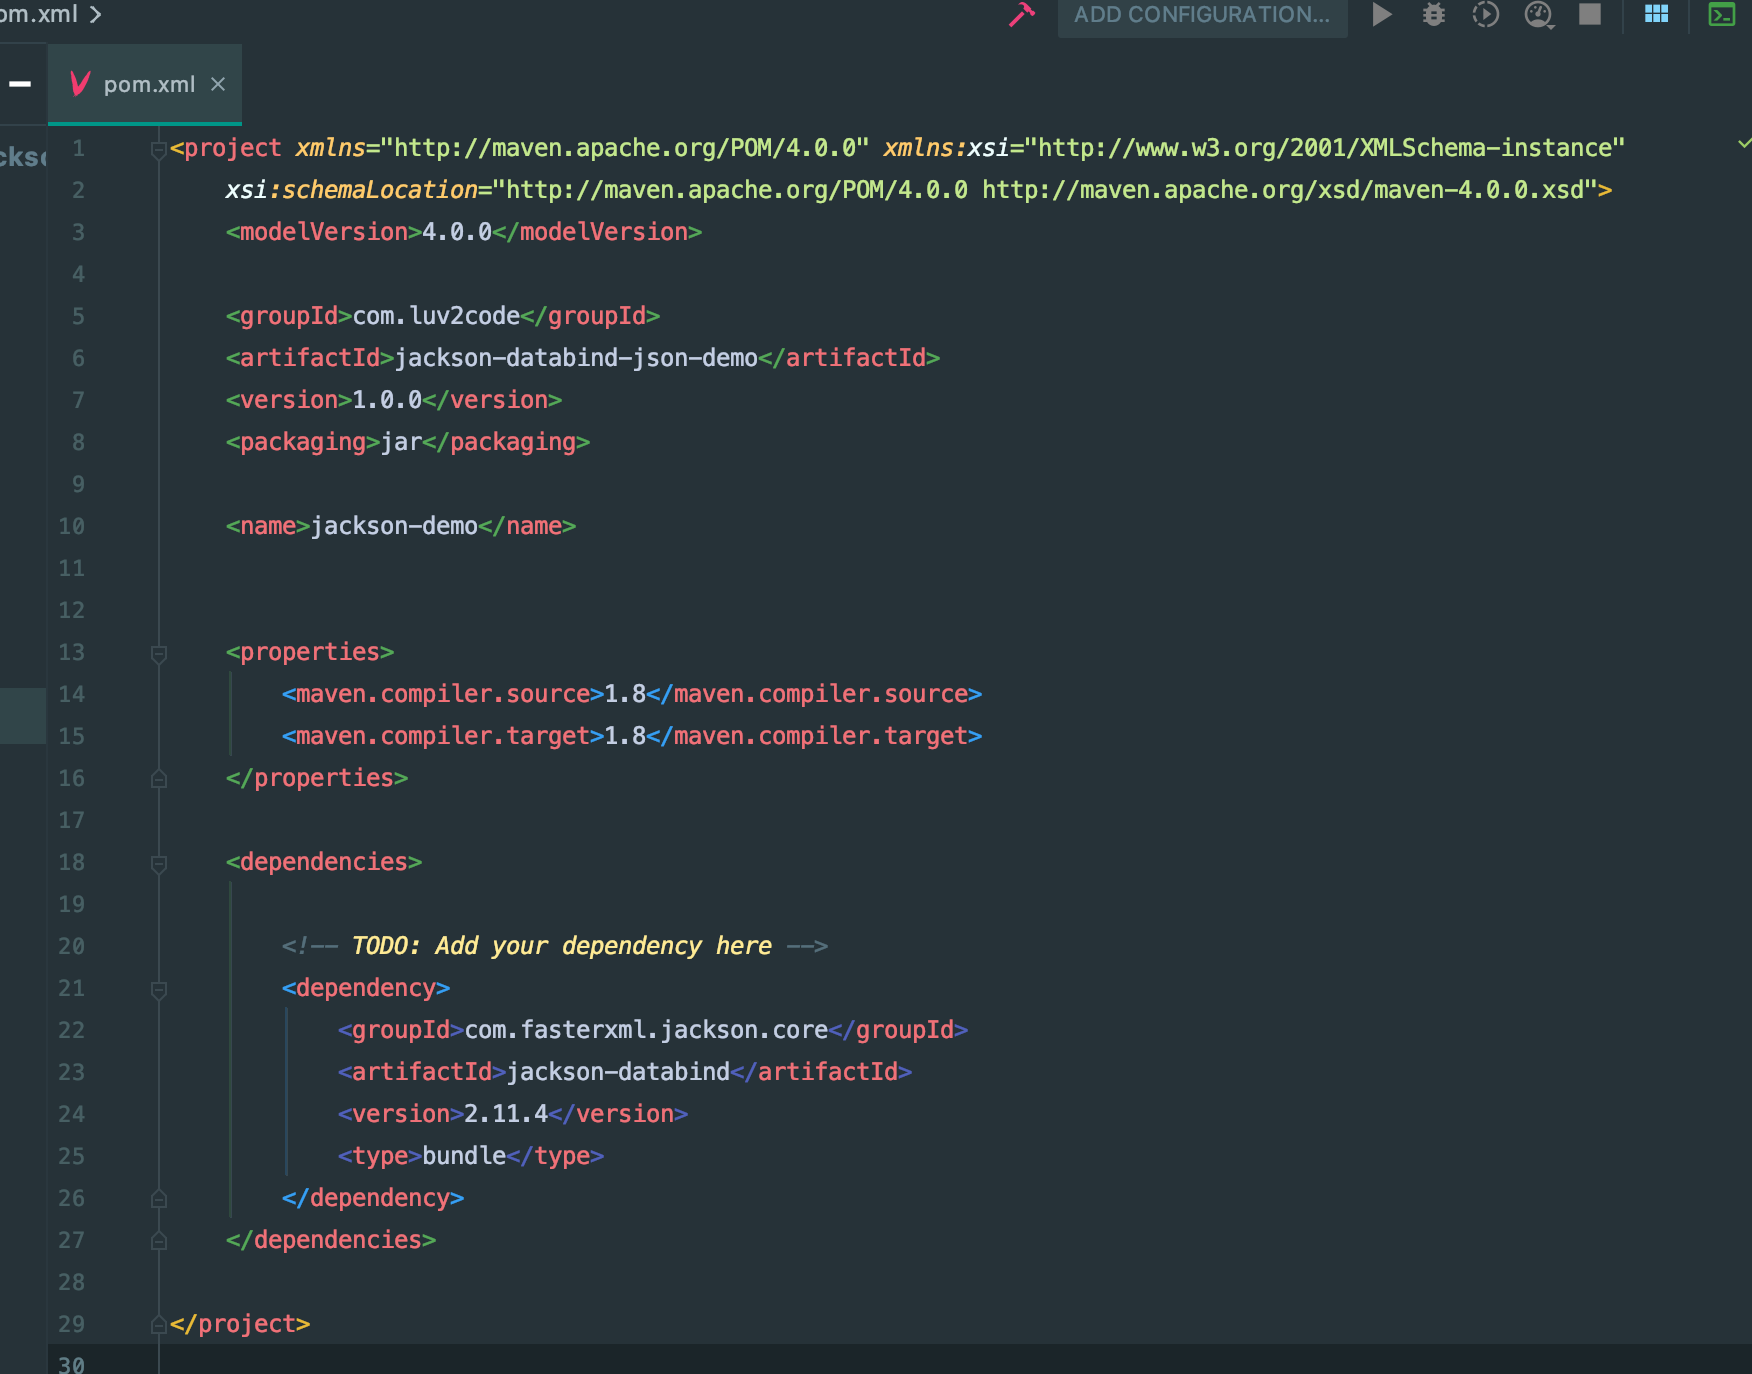 pom.xml
ADD CONFIGURATION...
pom.xml
1 <project xmlns="http://maven.apache.org/POM/4.0.0" xmlns:xsi="http://www.w3.org/2001/XMLSchema-instance"
2 xsi:schemaLocation="http://maven.apache.org/POM/4.0.0 http://maven.apache.org/xsd/maven-4.0.0.xsd">
3 <modelVersion>4.0.0</modelVersion>
4
5 <groupId>com.luv2code</groupId>
6 <artifactId>jackson-databind-json-demo</artifactId>
7 <version>1.0.0</version>
8 <packaging>jar</packaging>
9
10 <name>jackson-demo</name>
11
12
13 <properties>
14 <maven.compiler.source>1.8</maven.compiler.source>
15 <maven.compiler.target>1.8</maven.compiler.target>
16 </properties>
17
18 <dependencies>
19
20 <!-- TODO: Add your dependency here -->
21 <dependency>
22 <groupId>com.fasterxml.jackson.core</groupId>
23 <artifactId>jackson-databind</artifactId>
24 <version>2.11.4</version>
25 <type>bundle</type>
26 </dependency>
27 </dependencies>
28
29 </project>
30